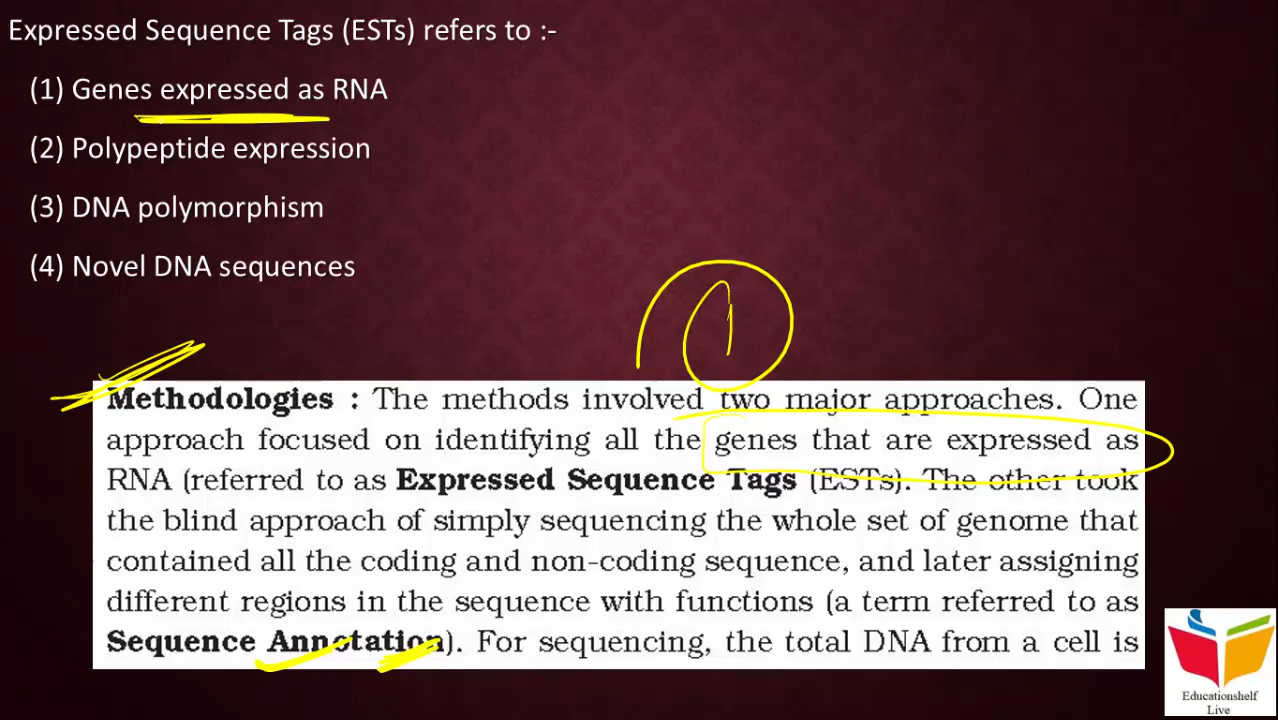 Expressed Sequence Tags (ESTs) refers to :-
(1) Genes expressed as RNA
(2) Polypeptide expression
(3) DNA polymorphism
(4) Novel DNA sequences
1
Methodologies : The methods involved two major approaches. One
approach focused on identifying all the genes that are expressed as
RNA (referred to as Expressed Sequence Tags (ESTs). The other took
the blind approach of simply sequencing the whole set of genome that
contained all the coding and non-coding sequence, and later assigning
different regions in the sequence with functions (a term referred to as
Sequence Annotation). For sequencing, the total DNA from a cell is
Educationshelf
Live